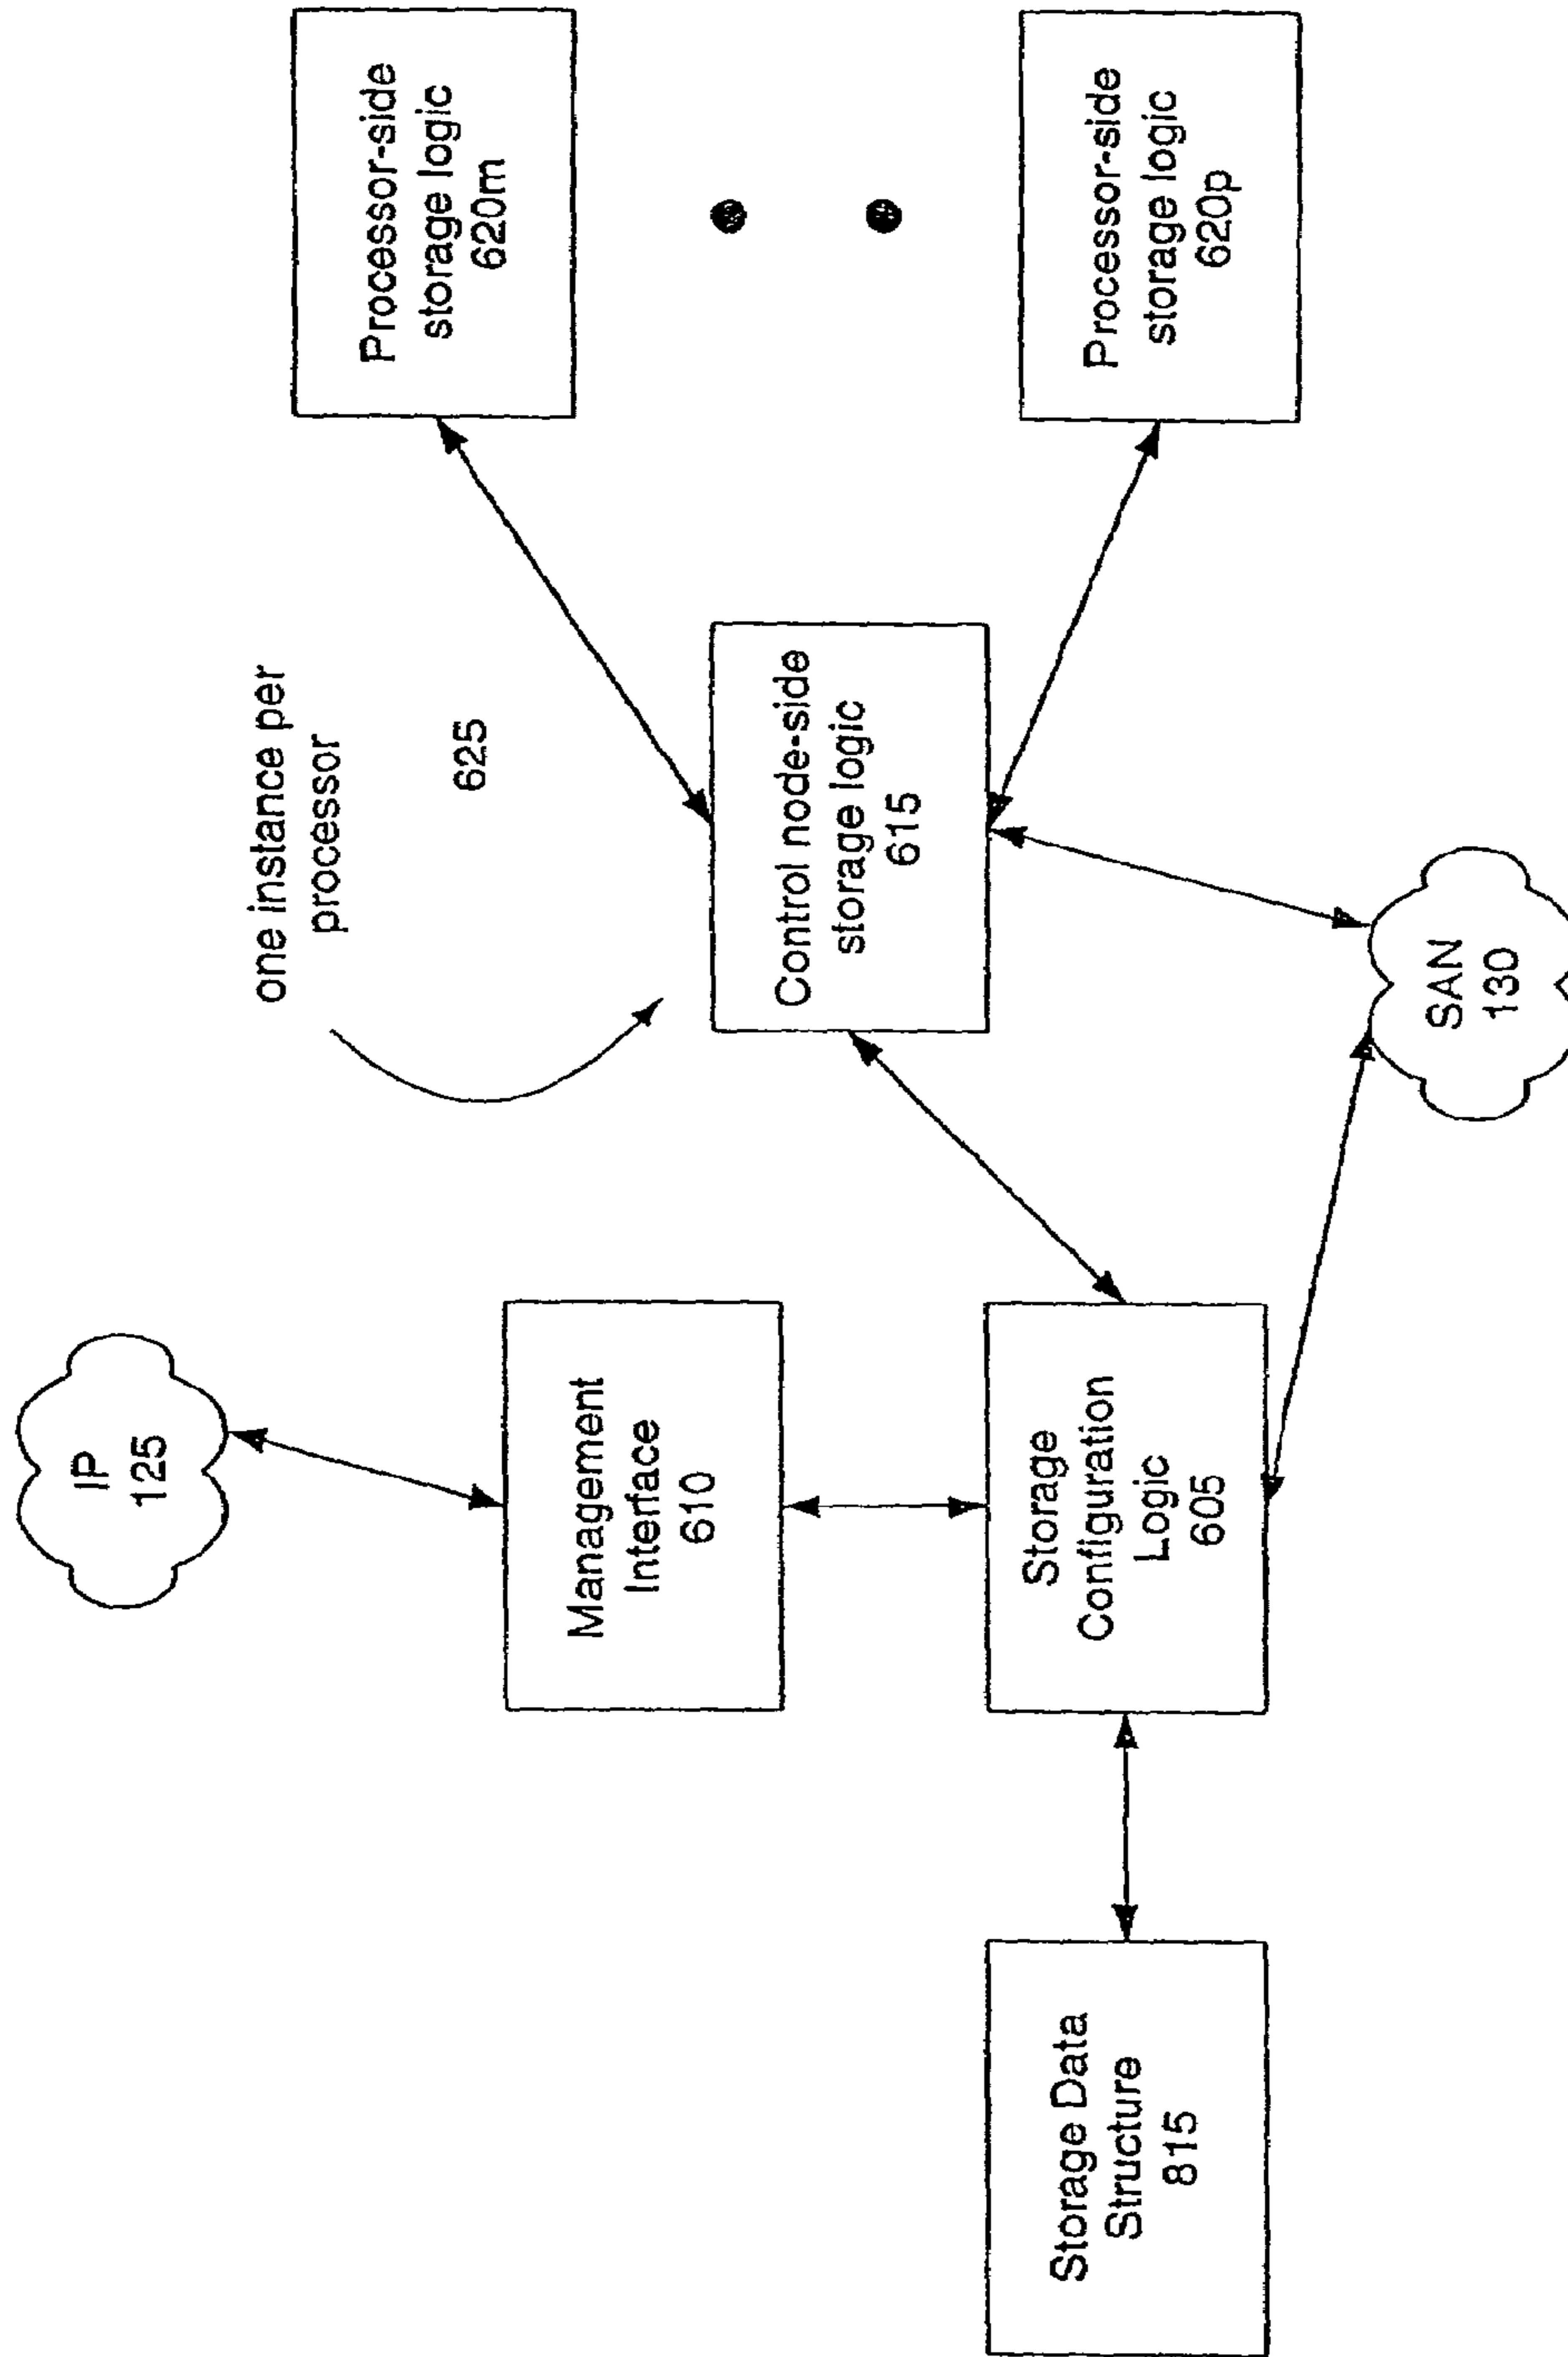 IP
125
Management
Interface
610
Storage Data
Structure
815
Storage
Configuration
Logic
605
one instance per
processor
625
Control node-side
storage logic
615
SAN
130
Processor-side
storage logic
620m
Processor-side
storage logic
620p